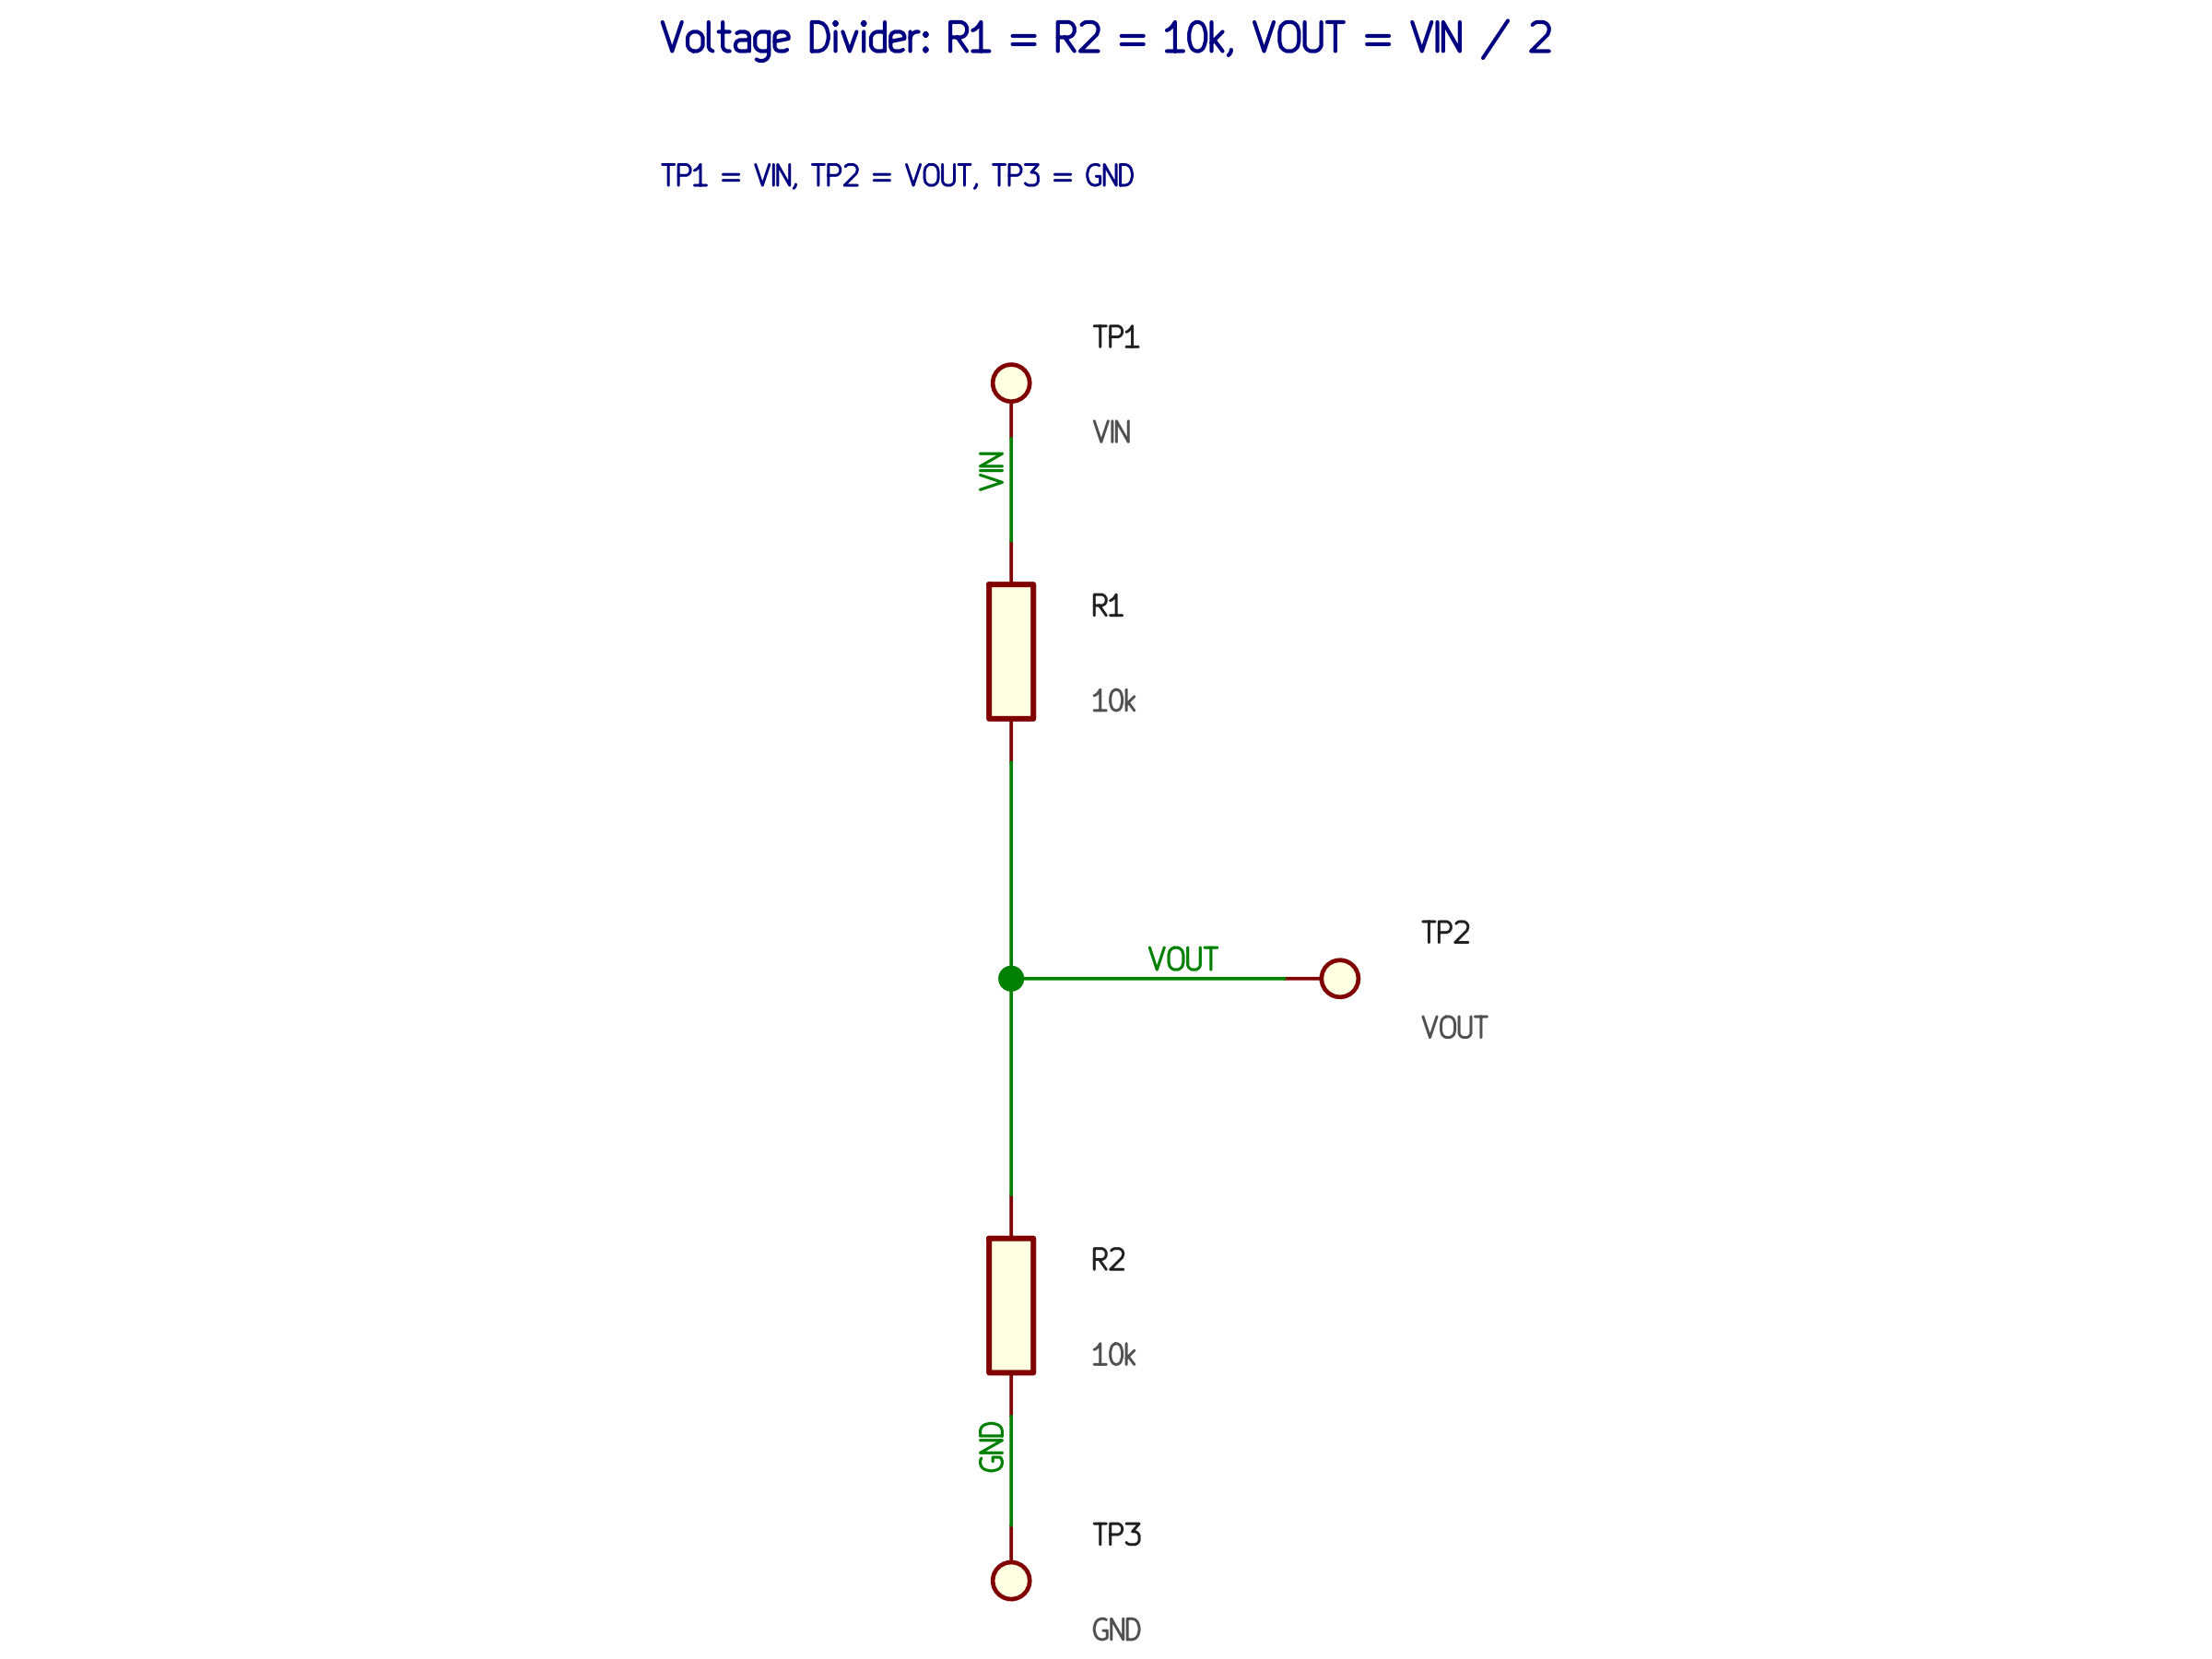 Voltage Divider: R1 = R2 = 10k, VOUT = VIN / 2
TP1 = VIN, TP2 = VOUT, TP3 = GND
TP1
VIN
VIN
R1
10k
TP2
VOUT
VOUT
R2
10k
GND
TP3
GND